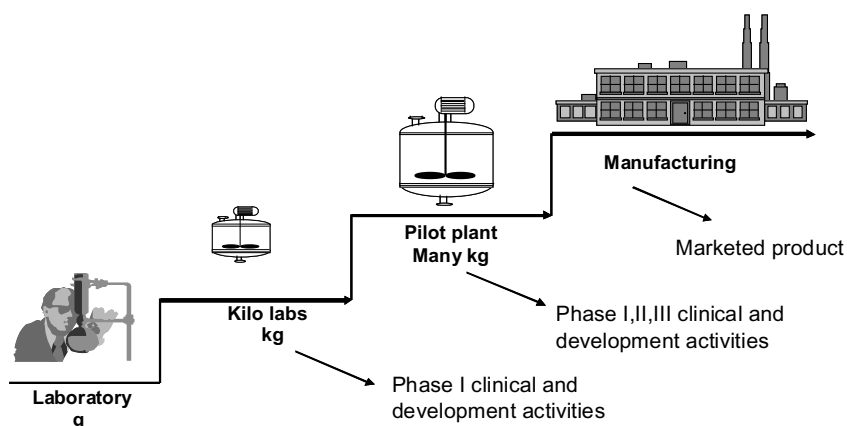 Manufacturing
Marketed product
Pilot plant
Many kg
Phase I,II,III clinical and
development activities
Kilo labs
kg
Phase I clinical and
development activities
Laboratory
g